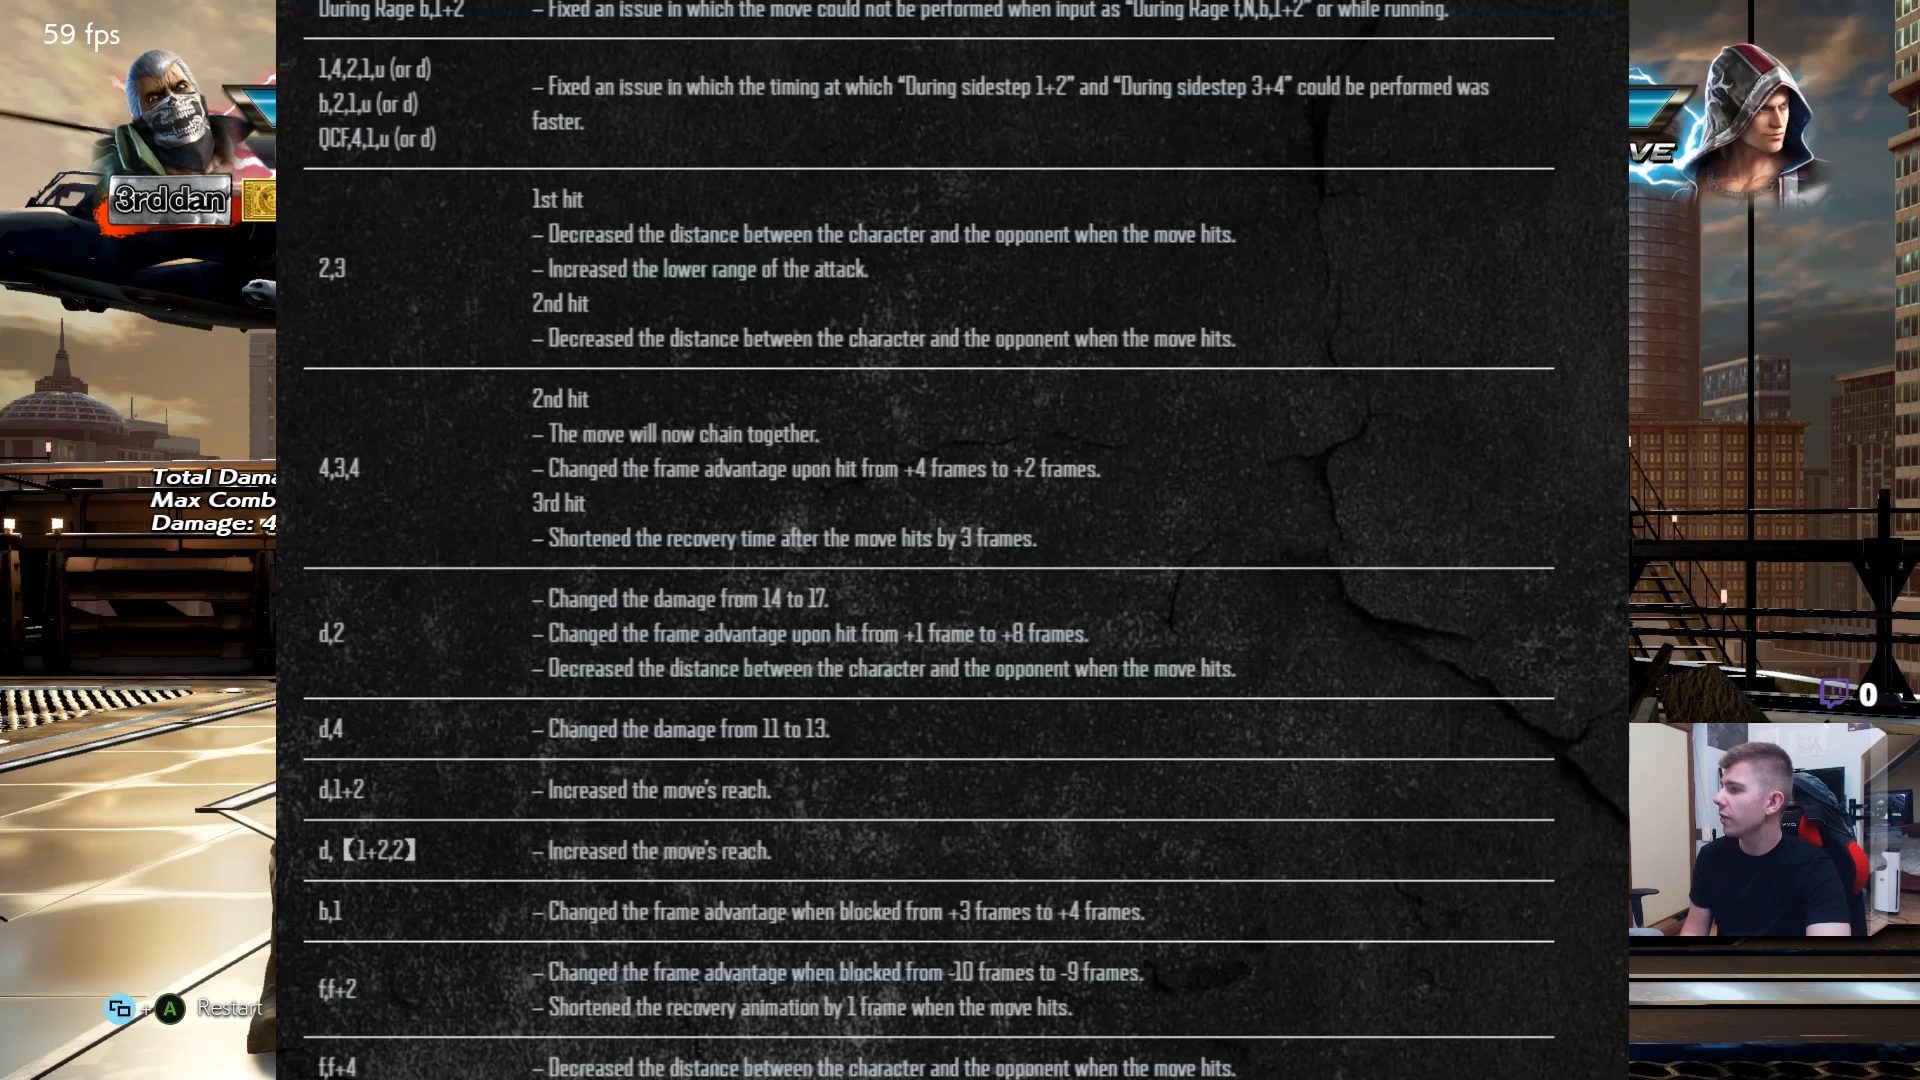 59 fps
During Rage b,1+2
– Fixed an issue in which the move could not be performed when input as “During Rage f,N,b,1+2” or while running.
1,4,2,1,u (or d)
b,2,1,u (or d)
QCF,4,1,u (or d)
– Fixed an issue in which the timing at which “During sidestep 1+2” and “During sidestep 3+4” could be performed was
faster.
VE
3rd dan
2,3
1st hit
– Decreased the distance between the character and the opponent when the move hits.
– Increased the lower range of the attack.
2nd hit
– Decreased the distance between the character and the opponent when the move hits.
4,3,4
2nd hit
– The move will now chain together.
– Changed the frame advantage upon hit from +4 frames to +2 frames.
3rd hit
– Shortened the recovery time after the move hits by 3 frames.
Total Dama
Max Comb
Damage: 4
d,2
– Changed the damage from 14 to 17.
– Changed the frame advantage upon hit from +1 frame to +8 frames.
– Decreased the distance between the character and the opponent when the move hits.
0
d,4
– Changed the damage from 11 to 13.
d,1+2
– Increased the move’s reach.
d,【1+2,2】
– Increased the move’s reach.
b,1
– Changed the frame advantage when blocked from +3 frames to +4 frames.
f,f+2
– Changed the frame advantage when blocked from -10 frames to -9 frames.
– Shortened the recovery animation by 1 frame when the move hits.
+ A Restart
f,f+4
– Decreased the distance between the character and the opponent when the move hits.